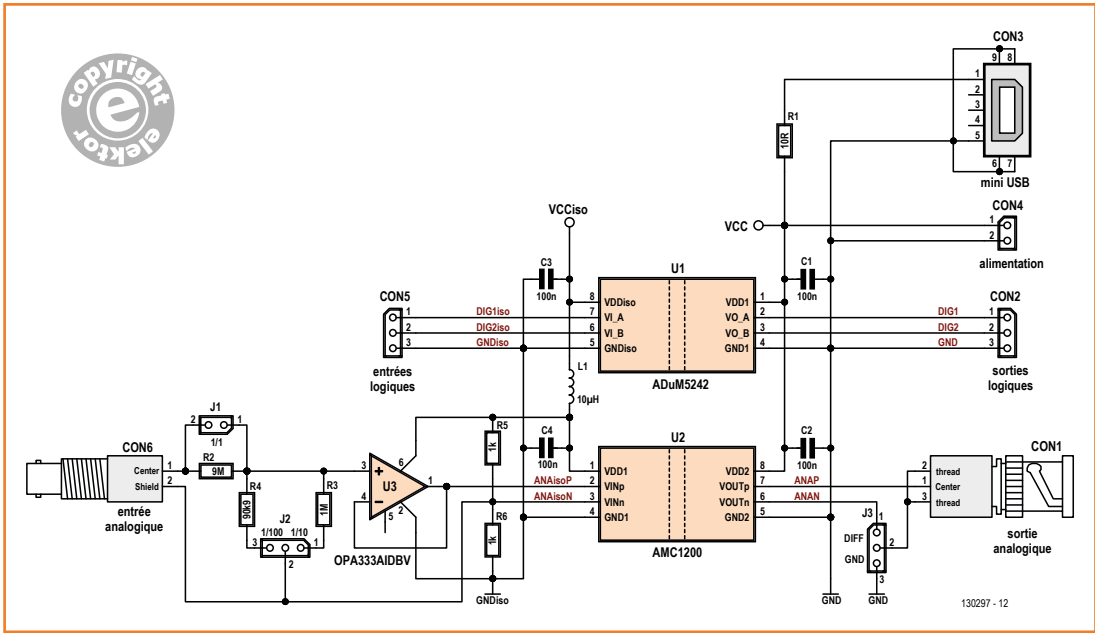 copyright
e
elektor
CON3
9 8
1
2
3
4
5
6 7
mini USB
R1
10R
CON4
VCC
1
2
alimentation
VCCiso
C3
100n
U1
C1
100n
CON5
1
2
3
DIG1iso
DIG2iso
GNDiso
8 VDDiso
7 VI_A
6 VI_B
5 GNDiso
VDD1 1
VO_A 2
VO_B 3
GND1 4
CON2
DIG1 1
DIG2 2
GND 3
entrées
logiques
L1
10µH
ADuM5242
sorties
logiques
J1
2 1
1/1
CON6
Center 1
Shield 2
entrée
analogique
R2
9M
R4
90k9
R3
1M
J2
1/100 1/10
3 1
2
3
4
+
–
U3
6
1
5 2
OPA333AIDBV
R5
1k
R6
1k
C4
100n
GNDiso
U2
ANAisoP
ANAisoN
1 VDD1
2 VINp
3 VINn
4 GND1
VDD2 8
VOUTp 7
VOUTn 6
GND2 5
AMC1200
C2
100n
ANAP
ANAN
J3
1
DIFF
2
GND
3
GND
GND
CON1
2 thread
1 Center
3 thread
sortie
analogique
130297 - 12